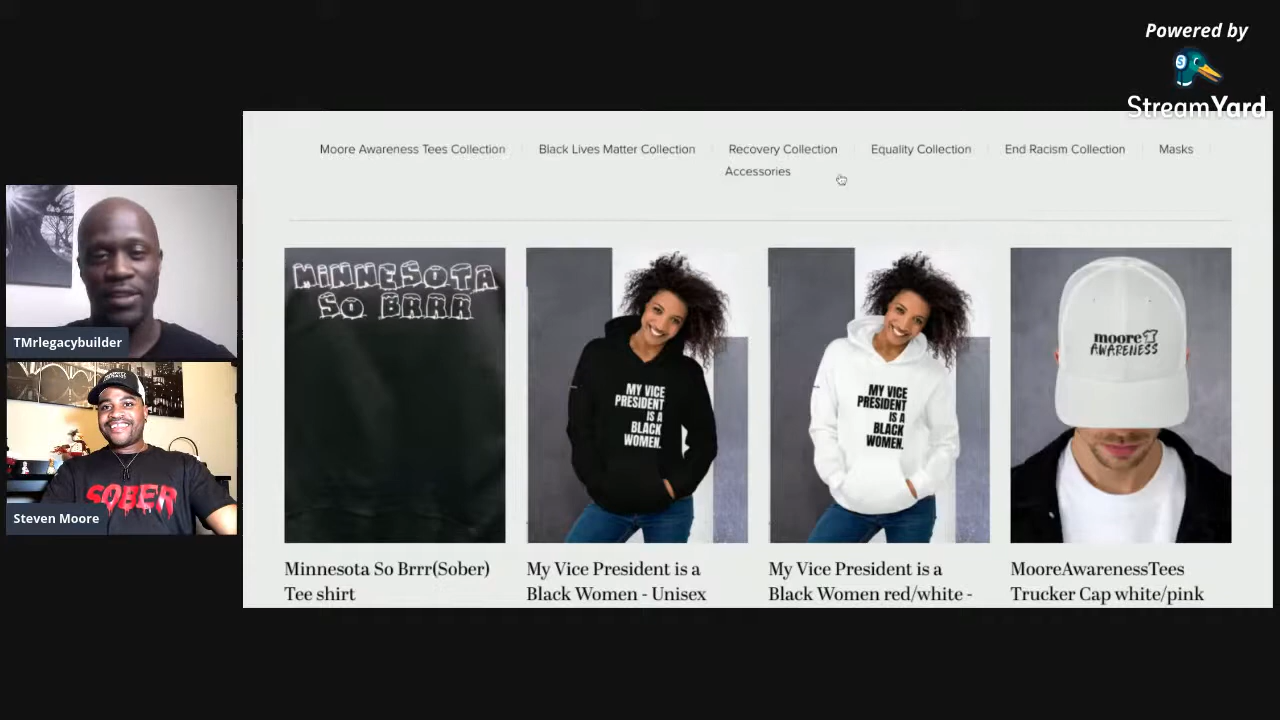 Powered by
StreamYard
Moore Awareness Tees Collection
Black Lives Matter Collection
Recovery Collection
Equality Collection
End Racism Collection
Masks
Accessories
TMrlegacybuilder
SOBER
Steven Moore
MINNESOTA
SO BRRR
MY VICE
PRESIDENT
IS A
BLACK
WOMEN.
MY VICE
PRESIDENT
IS A
BLACK
WOMEN.
moore
AWARENESS
Minnesota So Brrr(Sober)
Tee shirt
My Vice President is a
Black Women - Unisex
My Vice President is a
Black Women red/white -
MooreAwarenessTees
Trucker Cap white/pink